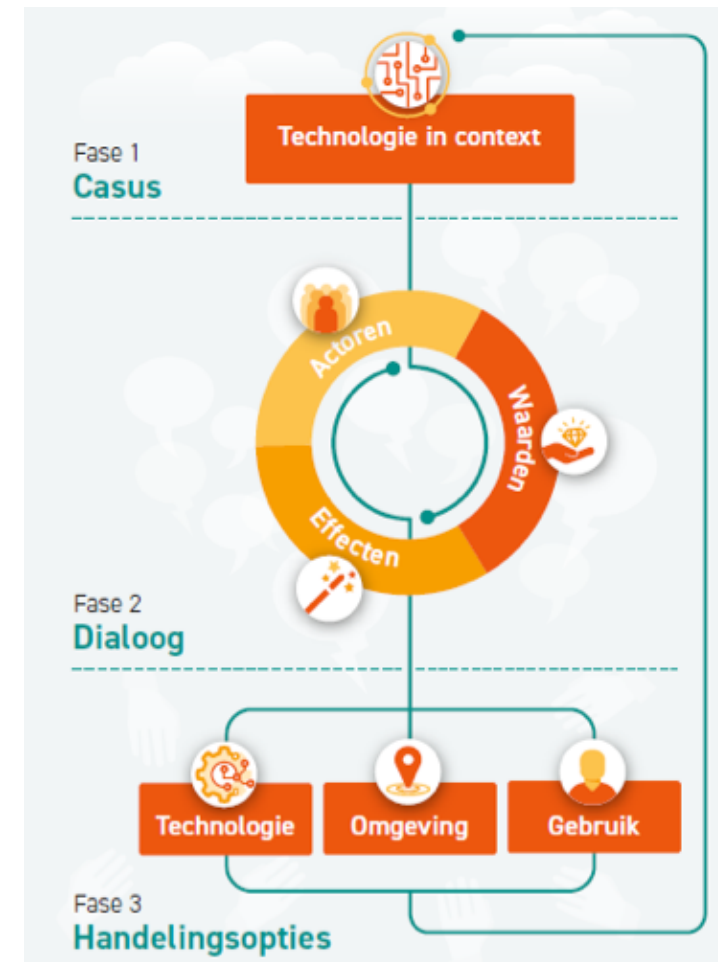 Technologie in context
Fase 1
Casus
Actoren
Waarden
Effecten
Fase 2
Dialoog
Technologie
Omgeving
Gebruik
Fase 3
Handelingsopties